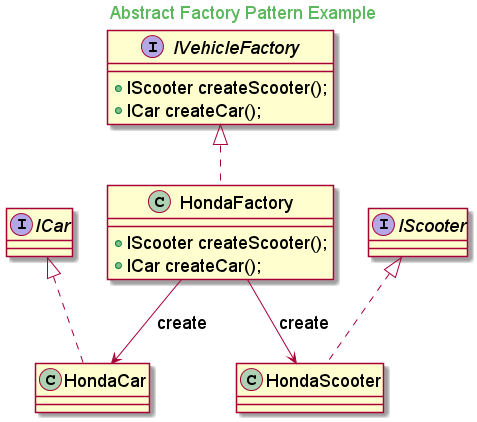 Abstract Factory Pattern Example
I IVehicleFactory
IScooter createScooter();
ICar createCar();
C HondaFactory
IScooter createScooter();
ICar createCar();
I ICar
I IScooter
create
create
C HondaCar
C HondaScooter